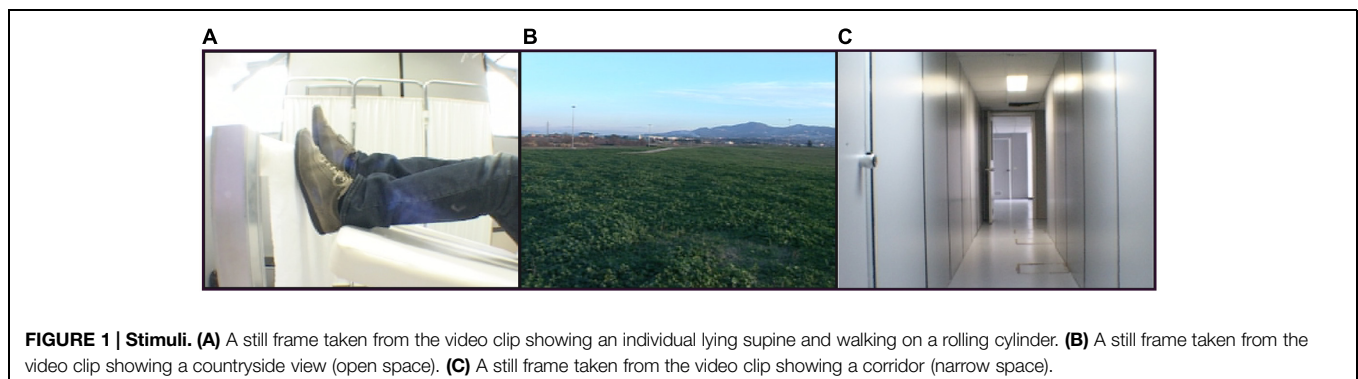 A B C
FIGURE 1 | Stimuli. (A) A still frame taken from the video clip showing an individual lying supine and walking on a rolling cylinder. (B) A still frame taken from the
video clip showing a countryside view (open space). (C) A still frame taken from the video clip showing a corridor (narrow space).